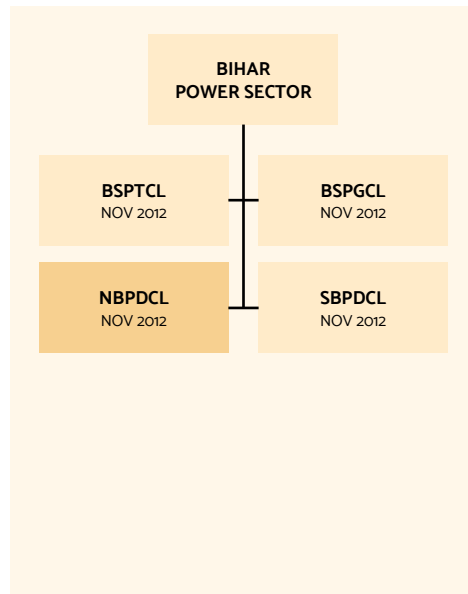 BIHAR
POWER SECTOR
BSPTCL
NOV 2012
BSPGCL
NOV 2012
NBPDCL
NOV 2012
SBPDCL
NOV 2012